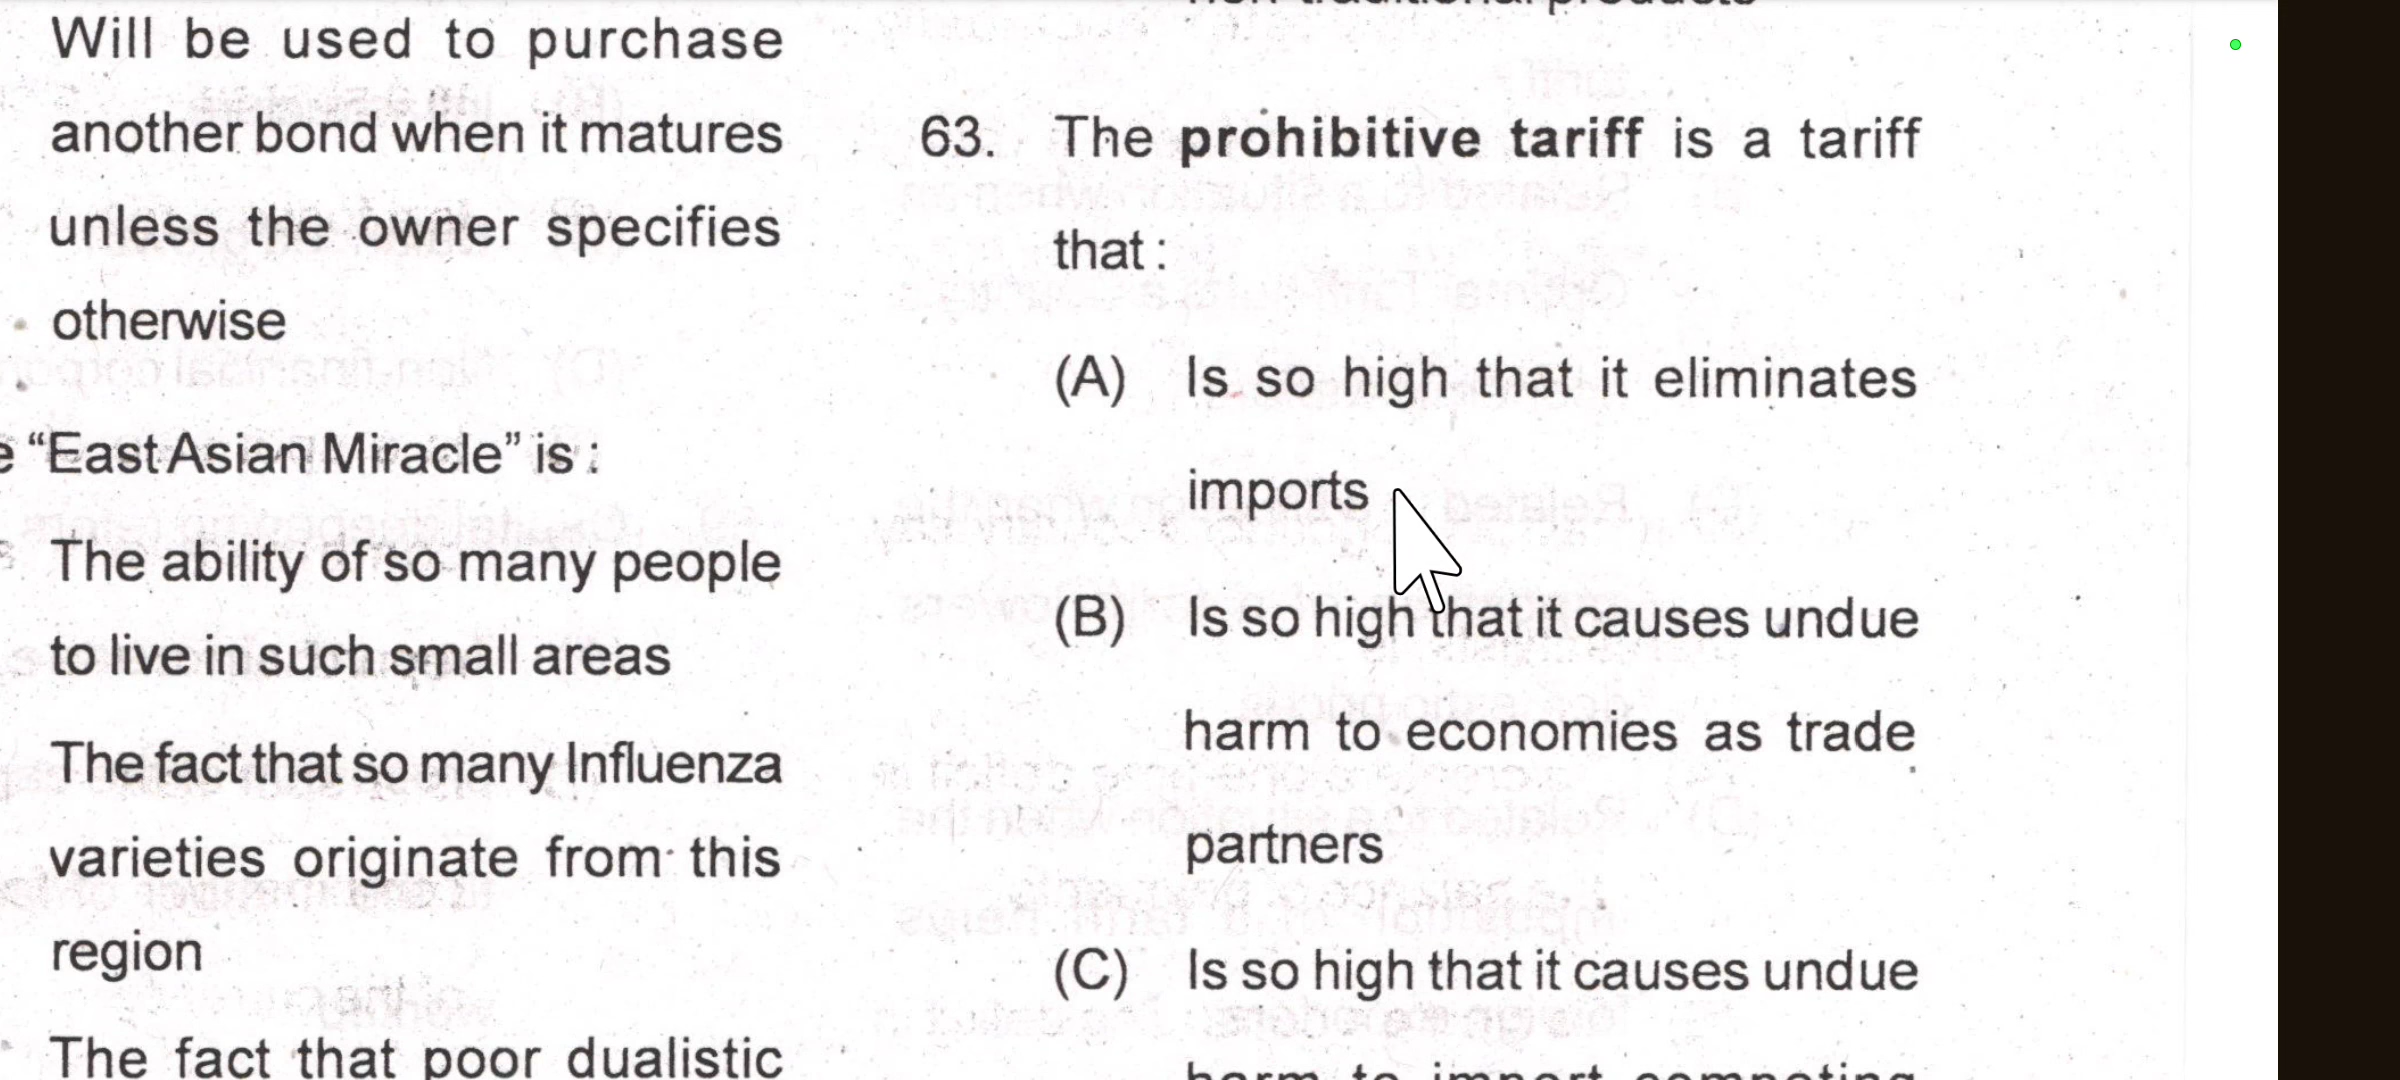 Will be used to purchase
another bond when it matures
unless the owner specifies
otherwise
"East Asian Miracle" is :
The ability of so many people
to live in such small areas
The fact that so many Influenza
varieties originate from this
region
The fact that poor dualistic
63. The prohibitive tariff is a tariff
that :
(A) Is so high that it eliminates
imports
(B) Is so high that it causes undue
harm to economies as trade
partners
(C) Is so high that it causes undue
harm to import competing